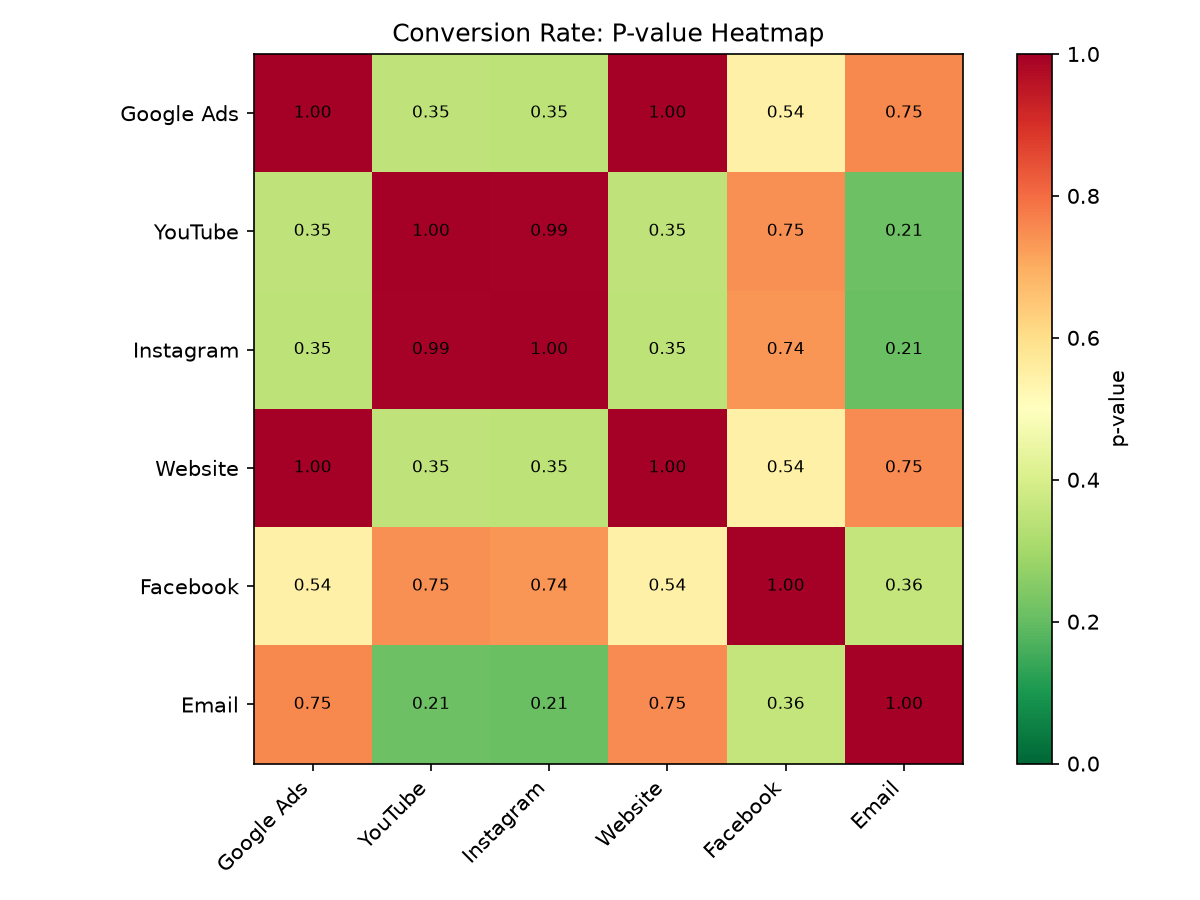 Conversion Rate: P-value Heatmap
Google Ads 1.00 0.35 0.35 1.00 0.54 0.75
YouTube 0.35 1.00 0.99 0.35 0.75 0.21
Instagram 0.35 0.99 1.00 0.35 0.74 0.21
Website 1.00 0.35 0.35 1.00 0.54 0.75
Facebook 0.54 0.75 0.74 0.54 1.00 0.36
Email 0.75 0.21 0.21 0.75 0.36 1.00
Google Ads YouTube Instagram Website Facebook Email
1.0
0.8
0.6
0.4
0.2
0.0
p-value